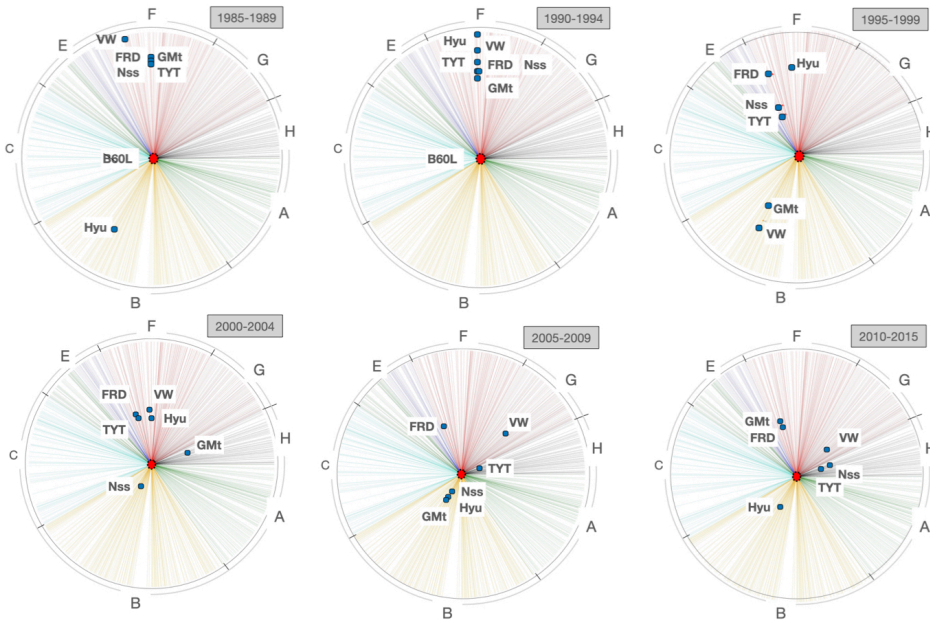 F
1985-1989
E
VW
G
FRD GMt
Nss TYT
H
C
B60L
A
Hyu
B
F
1990-1994
E
Hyu
VW
G
TYT FRD Nss
GMt
H
C
B60L
A
B
F
1995-1999
E
Hyu
G
FRD
Nss
TYT
H
C
GMt
A
VW
B
F
2000-2004
E
G
FRD VW
TYT Hyu
H
GMt
C
Nss
A
B
F
2005-2009
E
G
FRD VW
H
TYT
C
Nss
GMt Hyu
A
B
F
2010-2015
E
G
GMt
FRD VW
H
Nss
C
TYT
Hyu
A
B